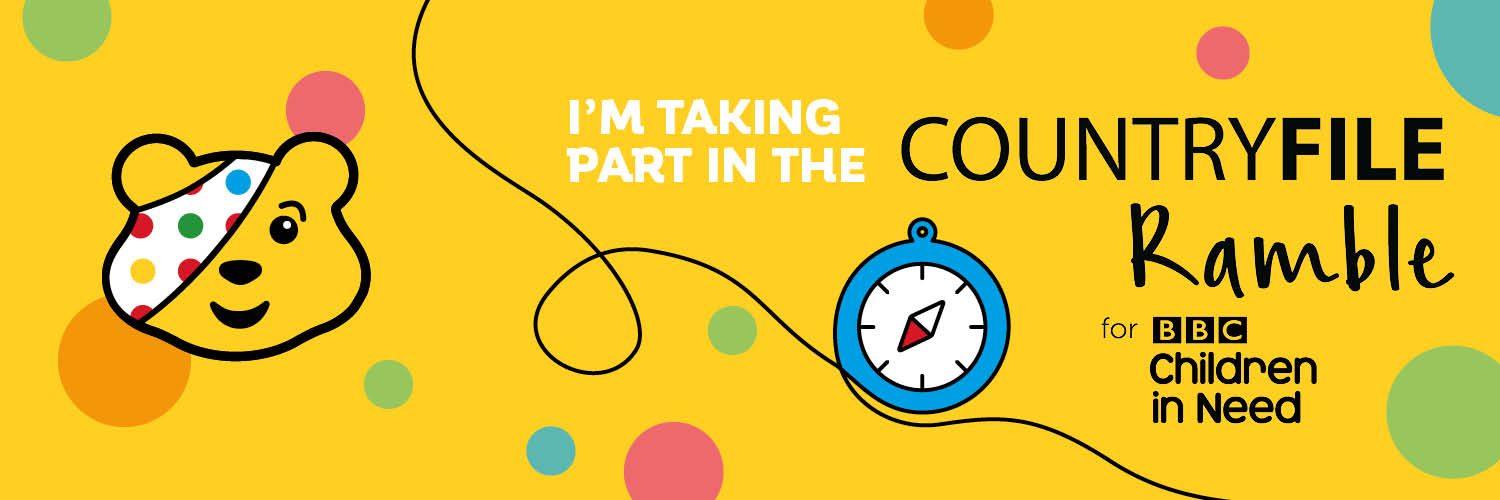 I'M TAKING
PART IN THE
COUNTRYFILE
Ramble
for BBC
Children
in Need